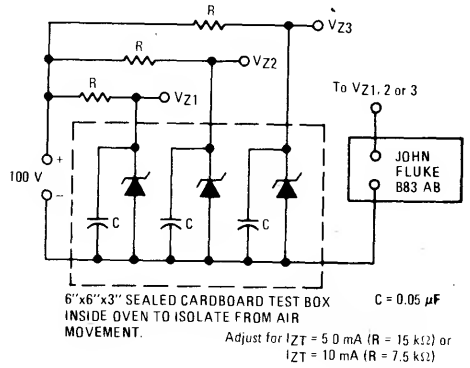 R
VZ3
R
VZ2
R
VZ1
To VZ1, 2 or 3
+
100 V
–
C
C
C
JOHN
FLUKE
B83 AB
6"x6"x3" SEALED CARDBOARD TEST BOX
INSIDE OVEN TO ISOLATE FROM AIR
MOVEMENT.
C = 0.05 μF
Adjust for IZT = 5 0 mA (R = 15 kΩ) or
IZT = 10 mA (R = 7.5 kΩ)